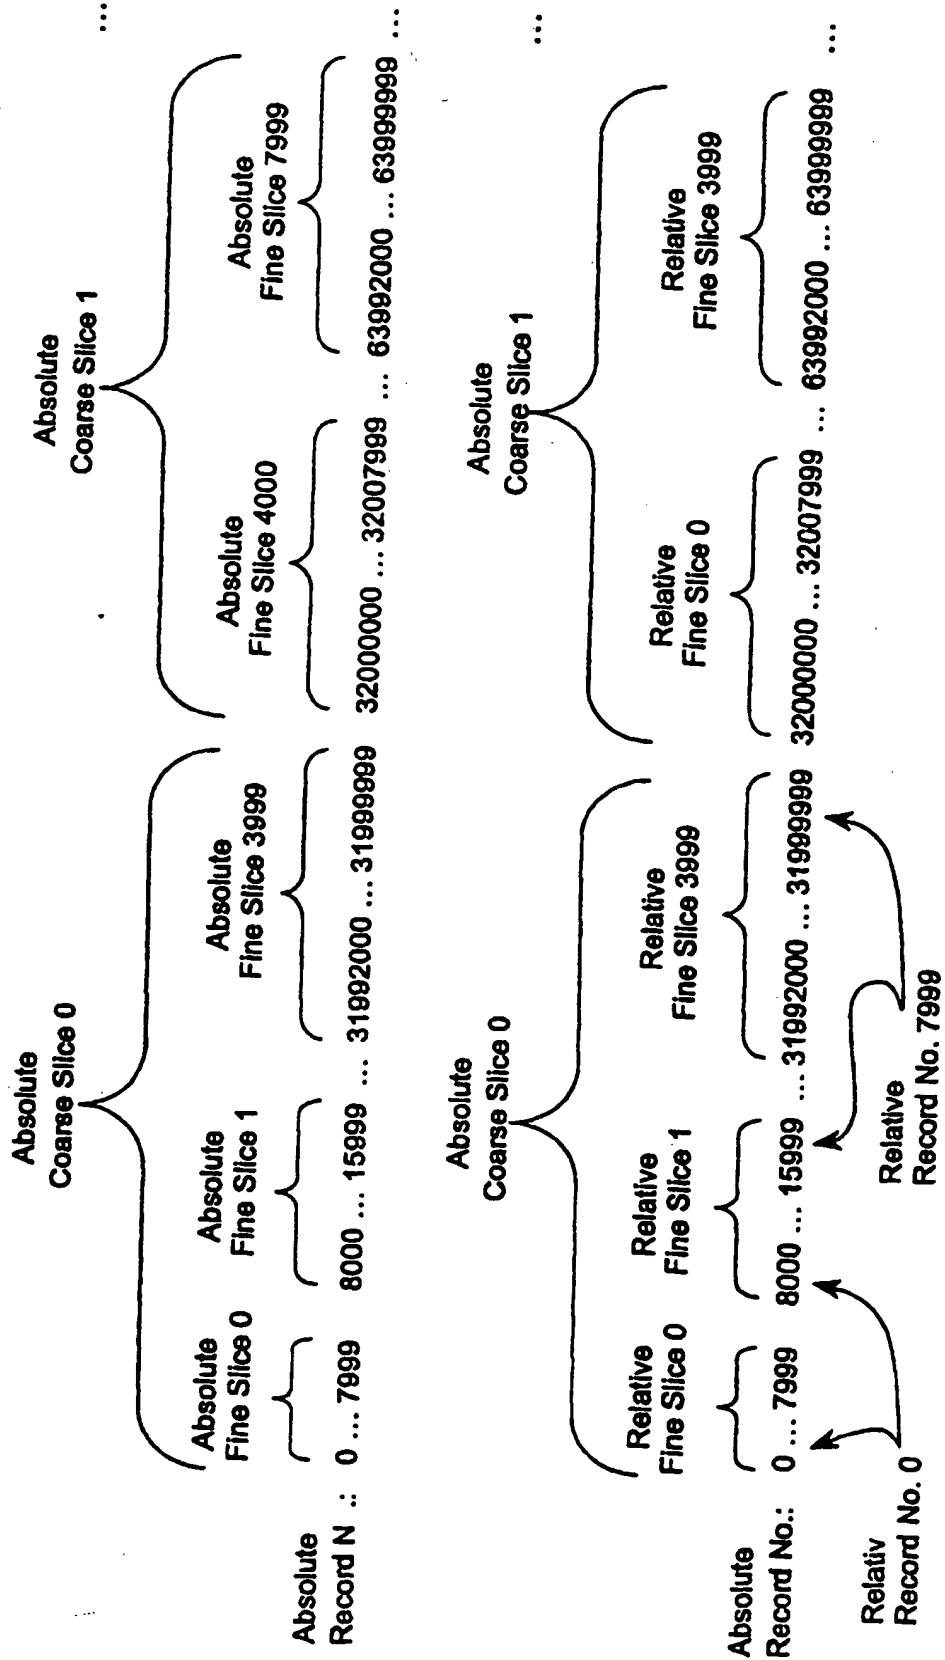 Absolute
Coarse Slice 0
Absolute
Coarse Slice 1
...
Absolute
Fine Slice 0
Absolute
Fine Slice 1
Absolute
Fine Slice 3999
Absolute
Fine Slice 4000
Absolute
Fine Slice 7999
Absolute
Record N .: 0 ... 7999 8000 ... 15999 ... 31992000 ... 31999999 32000000 ... 32007999 ... 63992000 ... 63999999 ...
Absolute
Coarse Slice 0
Absolute
Coarse Slice 1
...
Relative
Fine Slice 0
Relative
Fine Slice 1
Relative
Fine Slice 3999
Relative
Fine Slice 0
Relative
Fine Slice 3999
Absolute
Record No.: 0 ... 7999 8000 ... 15999 ... 31992000 ... 31999999 32000000 ... 32007999 ... 63992000 ... 63999999 ...
Relativ
Record No. 0
Relative
Record No. 7999